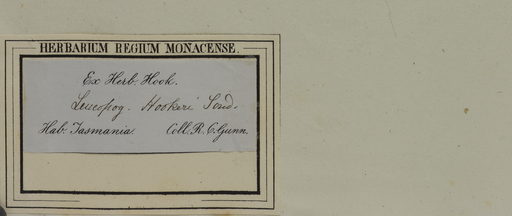 HERBARIUM REGIUM MONACENSE.
Ex Herb. Hook.
Leucopog. Hookeri Sond.
Hab. Tasmania. Coll. R. C. Gunn.